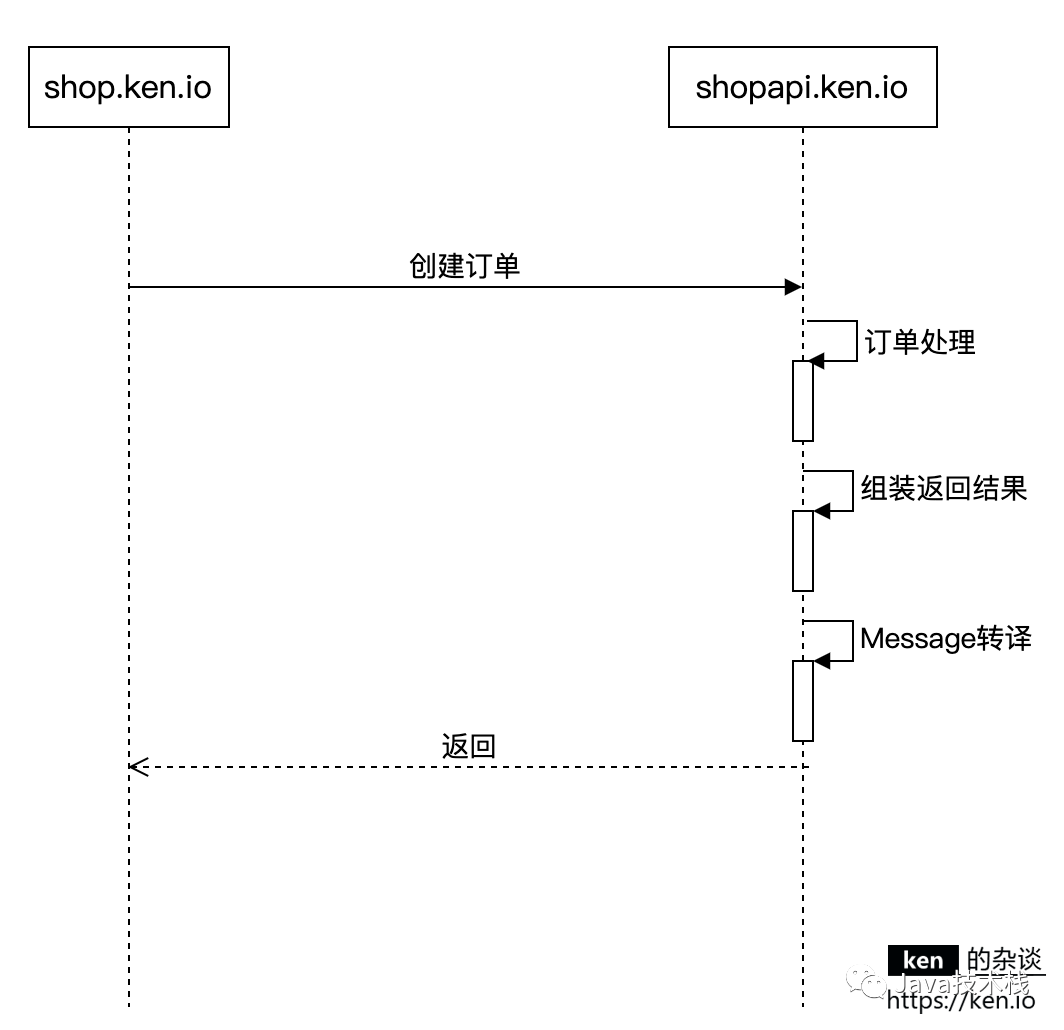 shop.ken.io
shopapi.ken.io
创建订单
订单处理
组装返回结果
Message转译
返回
ken 的杂谈
Java技术栈
https://ken.io